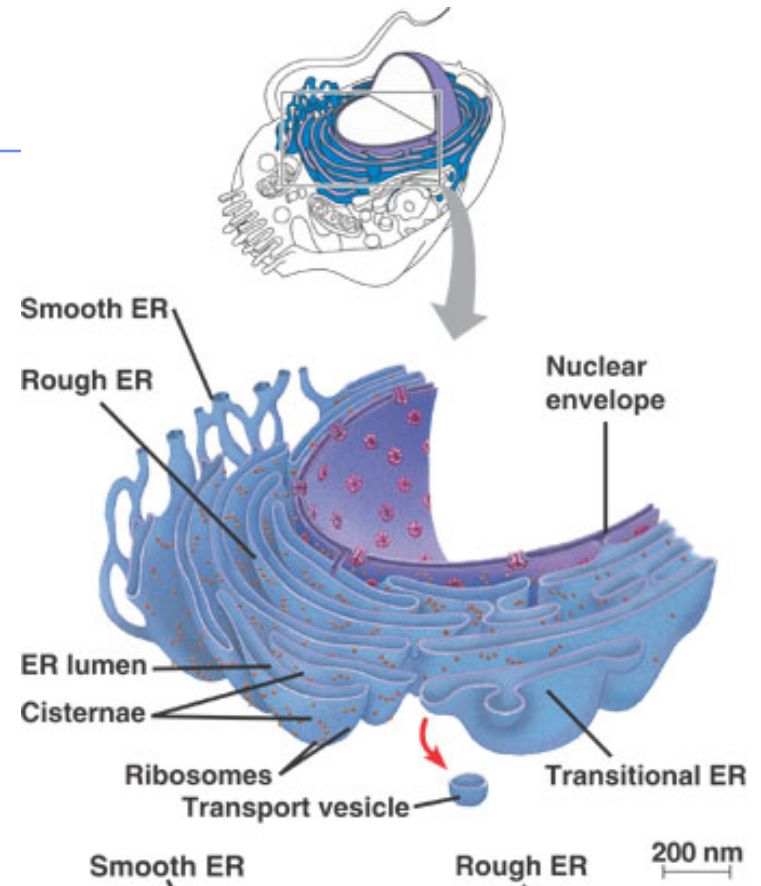 Smooth ER
Rough ER
Nuclear
envelope
ER lumen
Cisternae
Ribosomes
Transitional ER
Transport vesicle
Smooth ER
Rough ER
200 nm